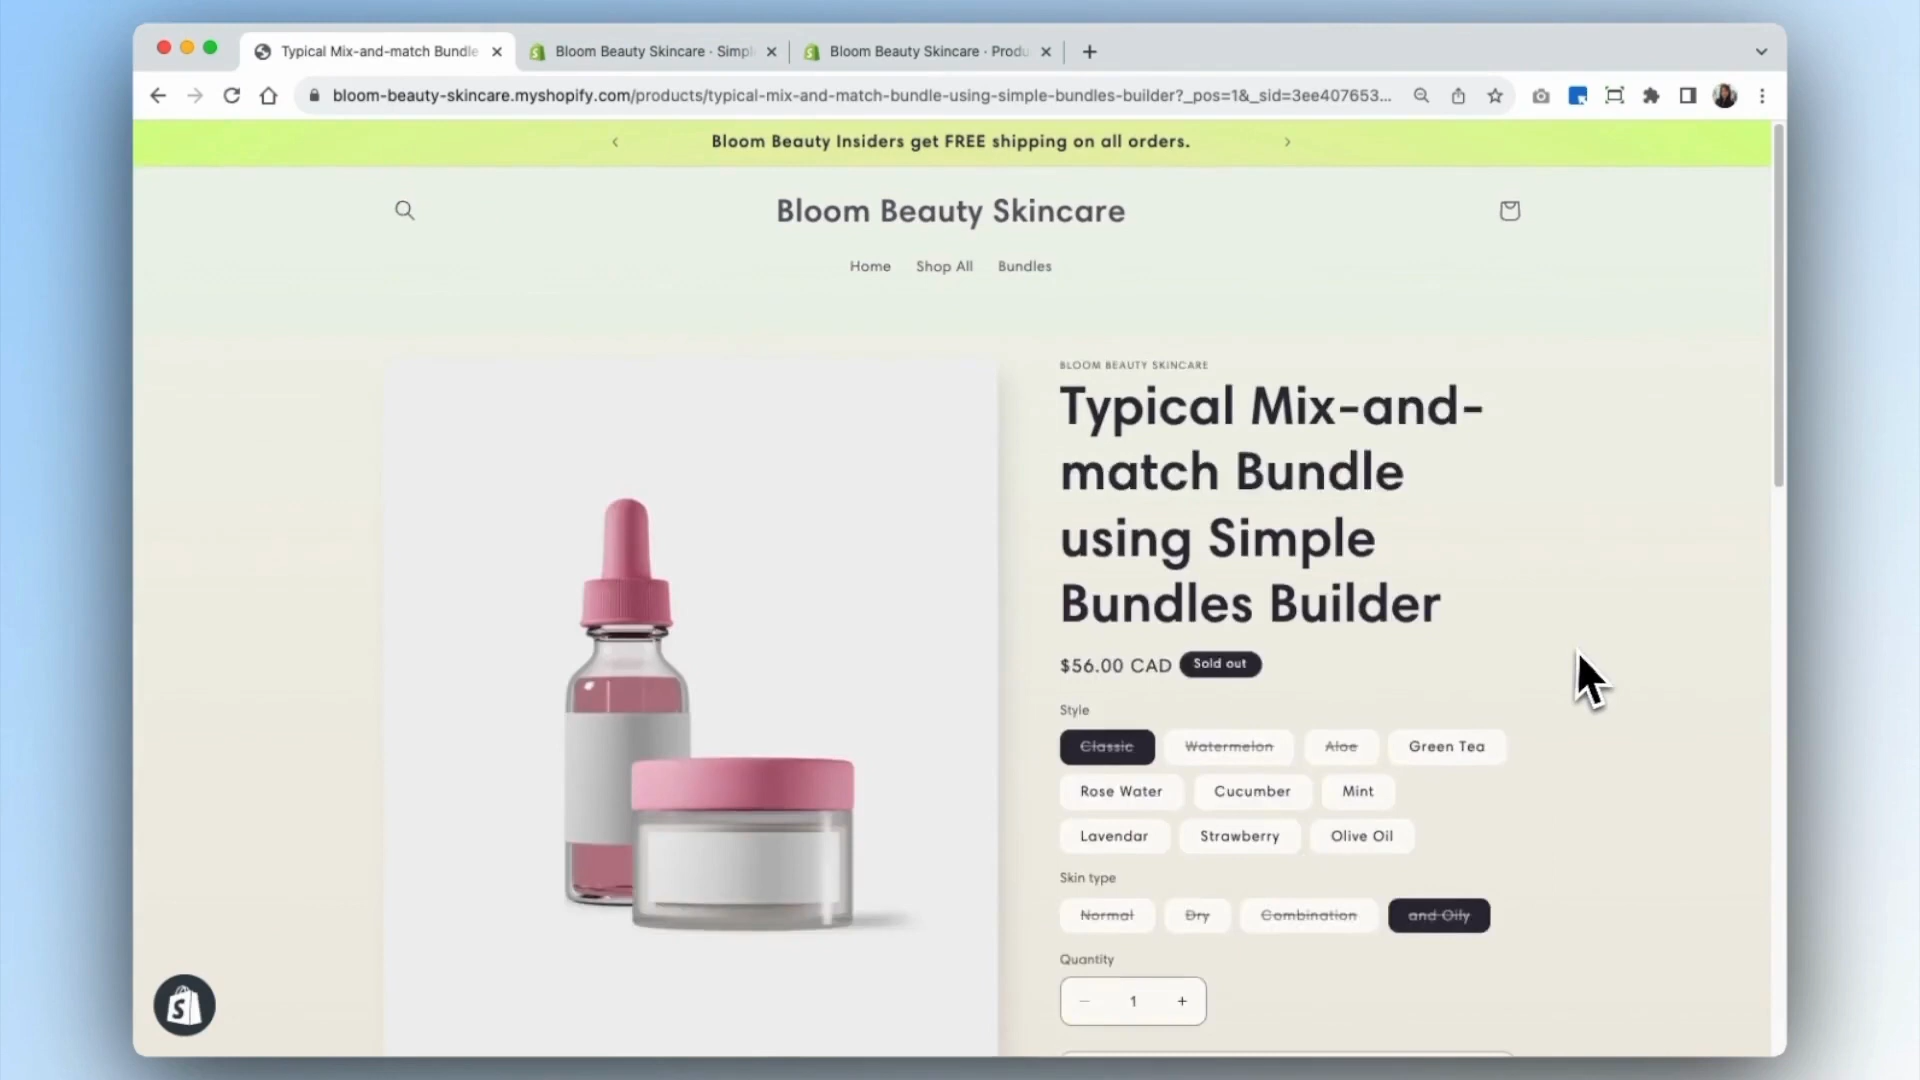 Typical Mix-and-match Bundle
Bloom Beauty Skincare · Simpl
Bloom Beauty Skincare · Produ
bloom-beauty-skincare.myshopify.com/products/typical-mix-and-match-bundle-using-simple-bundles-builder?_pos=1&_sid=3ee407653...
Bloom Beauty Insiders get FREE shipping on all orders.
Bloom Beauty Skincare
Home Shop All Bundles
BLOOM BEAUTY SKINCARE
Typical Mix-and-
match Bundle
using Simple
Bundles Builder
$56.00 CAD Sold out
Style
Classic Watermelon Aloe Green Tea
Rose Water Cucumber Mint
Lavendar Strawberry Olive Oil
Skin type
Normal Dry Combination and Oily
Quantity
− 1 +